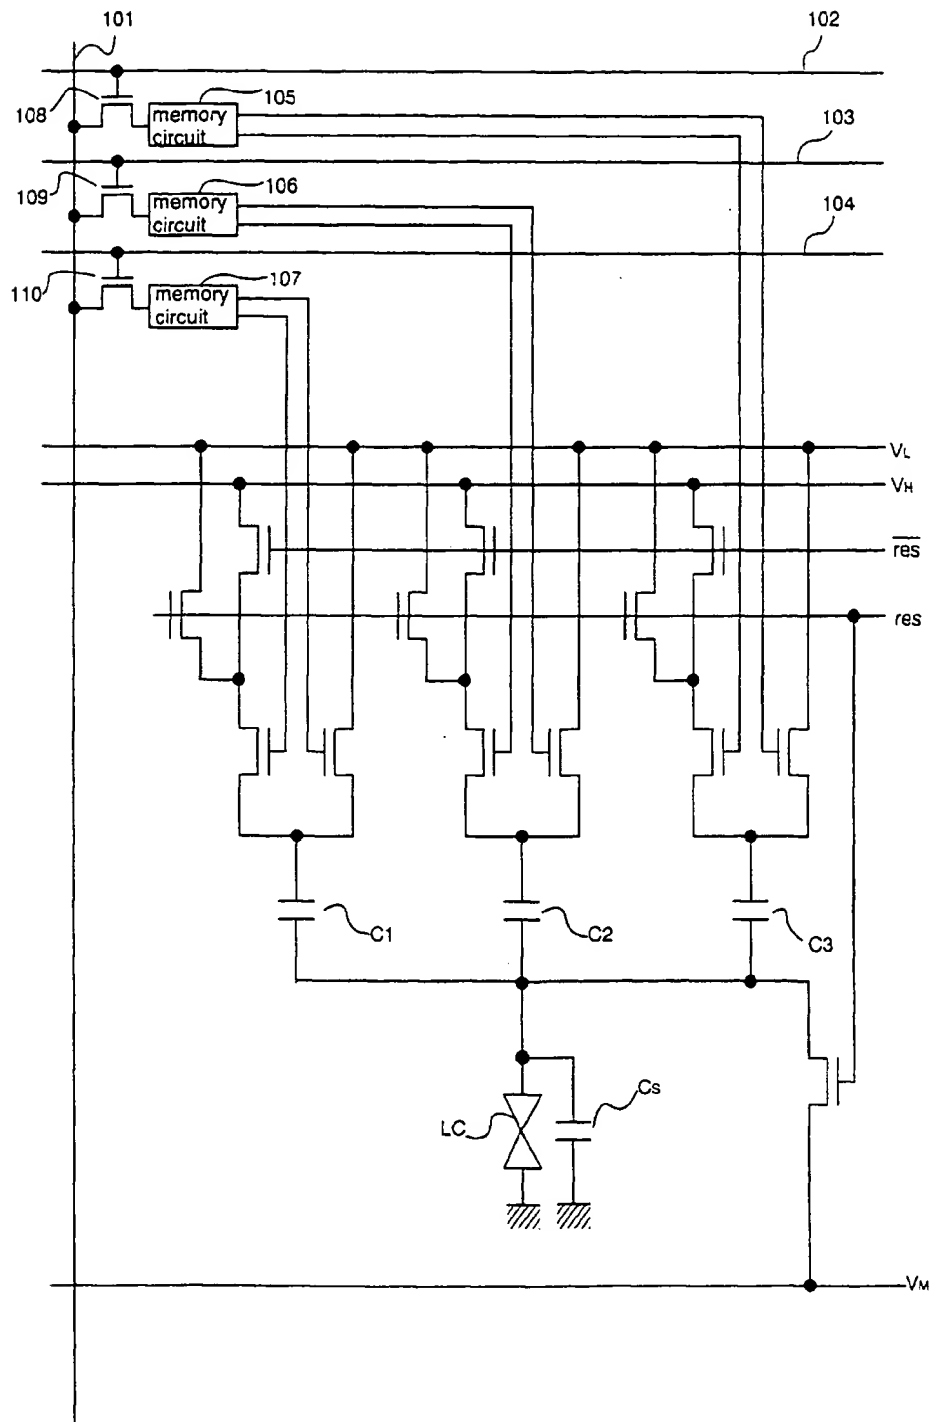 101
102
108
105
memory
circuit
103
109
106
memory
circuit
104
110
107
memory
circuit
VL
VH
res
res
C1
C2
C3
LC
Cs
VM